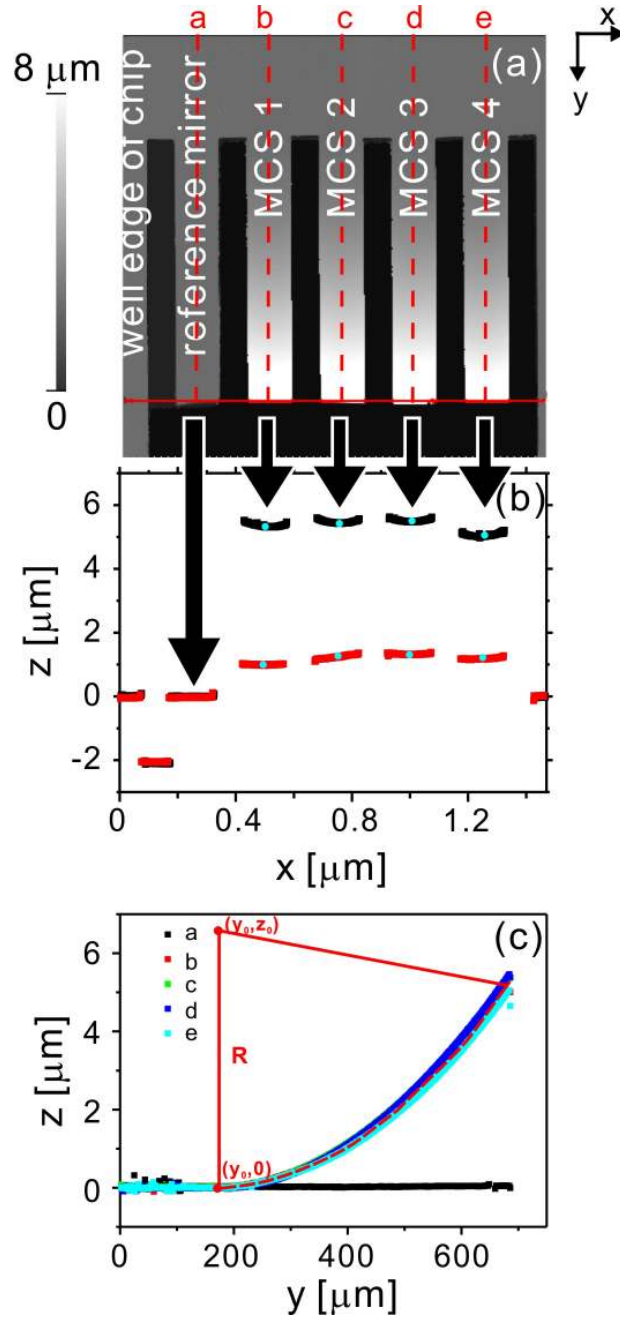 a b c d e
x
y
(a)
8 μm
0
well edge of chip
reference mirror
MCS 1
MCS 2
MCS 3
MCS 4
(b)
6
4
2
0
-2
z [μm]
0 0.4 0.8 1.2
x [μm]
(c)
a
b
c
d
e
(y₀,z₀)
R
(y₀,0)
6
4
2
0
z [μm]
0 200 400 600
y [μm]